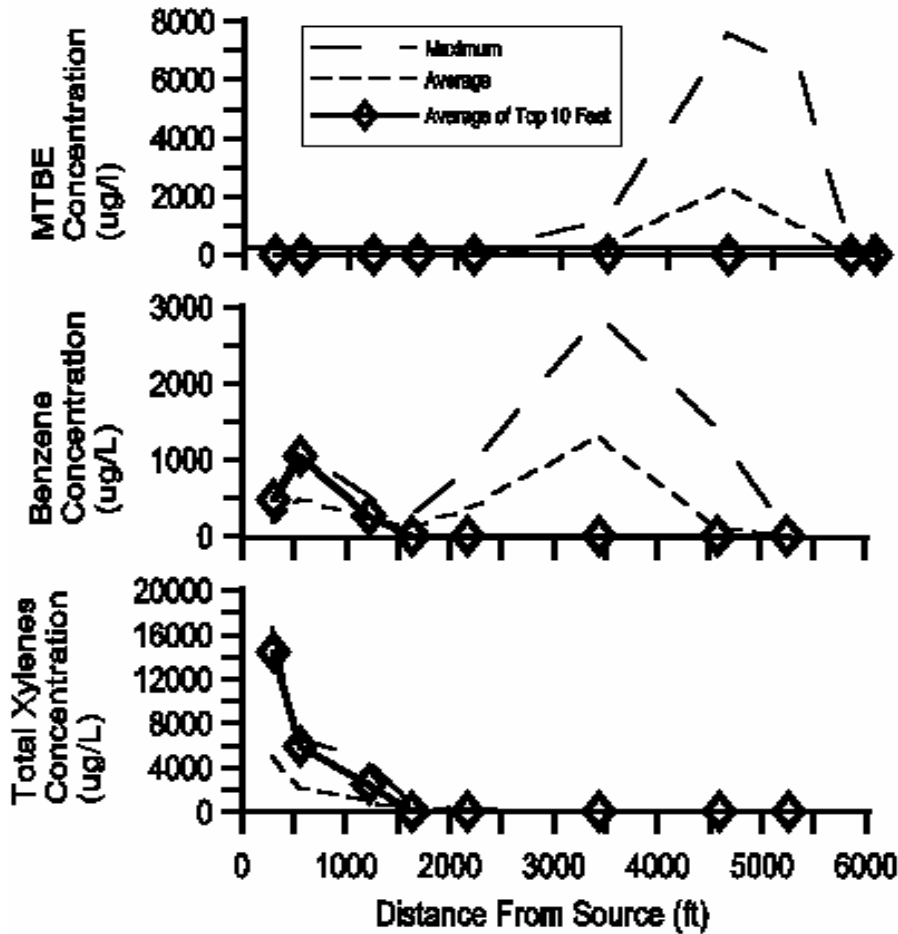 MTBE
Concentration
(ug/l)
8000
6000
4000
2000
0
Maximum
Average
Average of Top 10 Feet
Benzene
Concentration
(ug/L)
3000
2000
1000
0
Total Xylenes
Concentration
(ug/L)
20000
16000
12000
8000
4000
0
0 1000 2000 3000 4000 5000 6000
Distance From Source (ft)